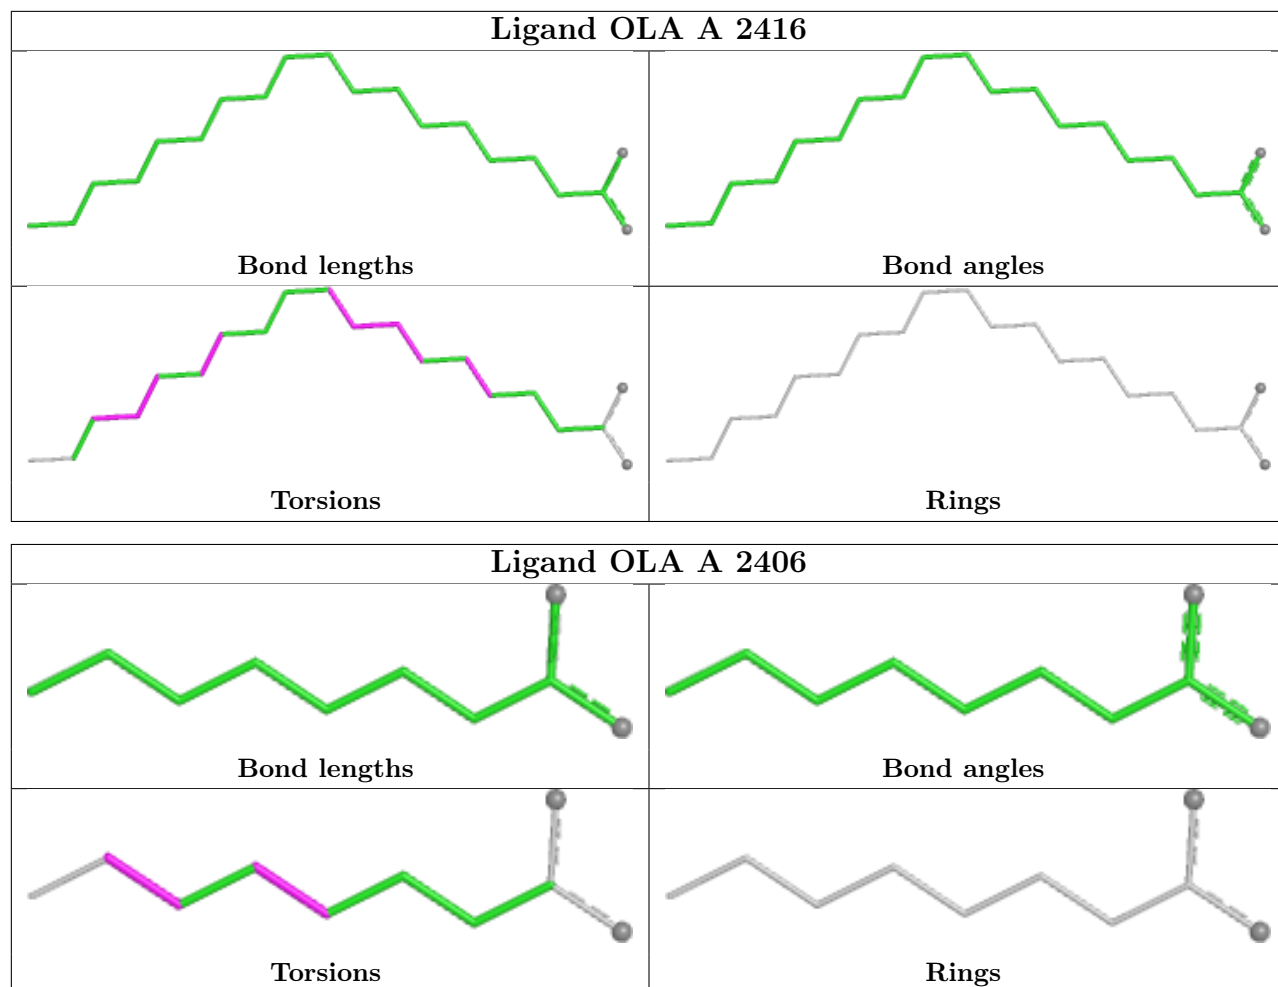 Ligand OLA A 2416
Bond lengths
Bond angles
Torsions
Rings
Ligand OLA A 2406
Bond lengths
Bond angles
Torsions
Rings